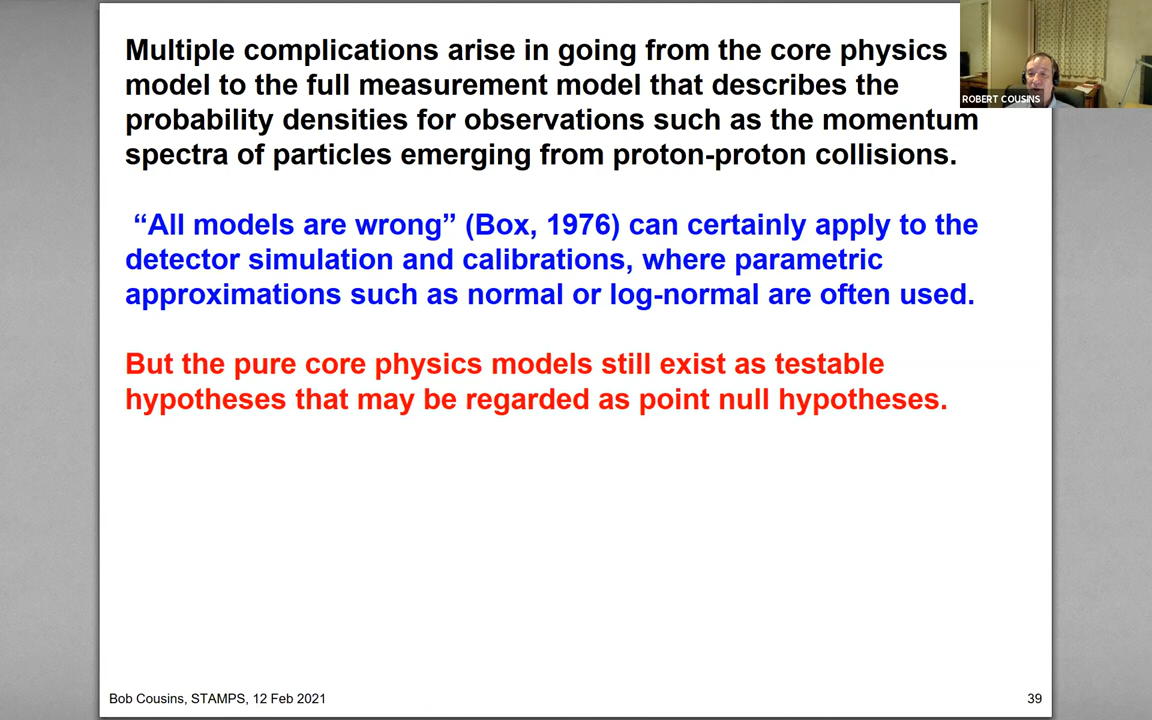 Multiple complications arise in going from the core physics
model to the full measurement model that describes the
probability densities for observations such as the momentum
spectra of particles emerging from proton-proton collisions.
“All models are wrong” (Box, 1976) can certainly apply to the
detector simulation and calibrations, where parametric
approximations such as normal or log-normal are often used.
But the pure core physics models still exist as testable
hypotheses that may be regarded as point null hypotheses.
ROBERT COUSINS
Bob Cousins, STAMPS, 12 Feb 2021
39